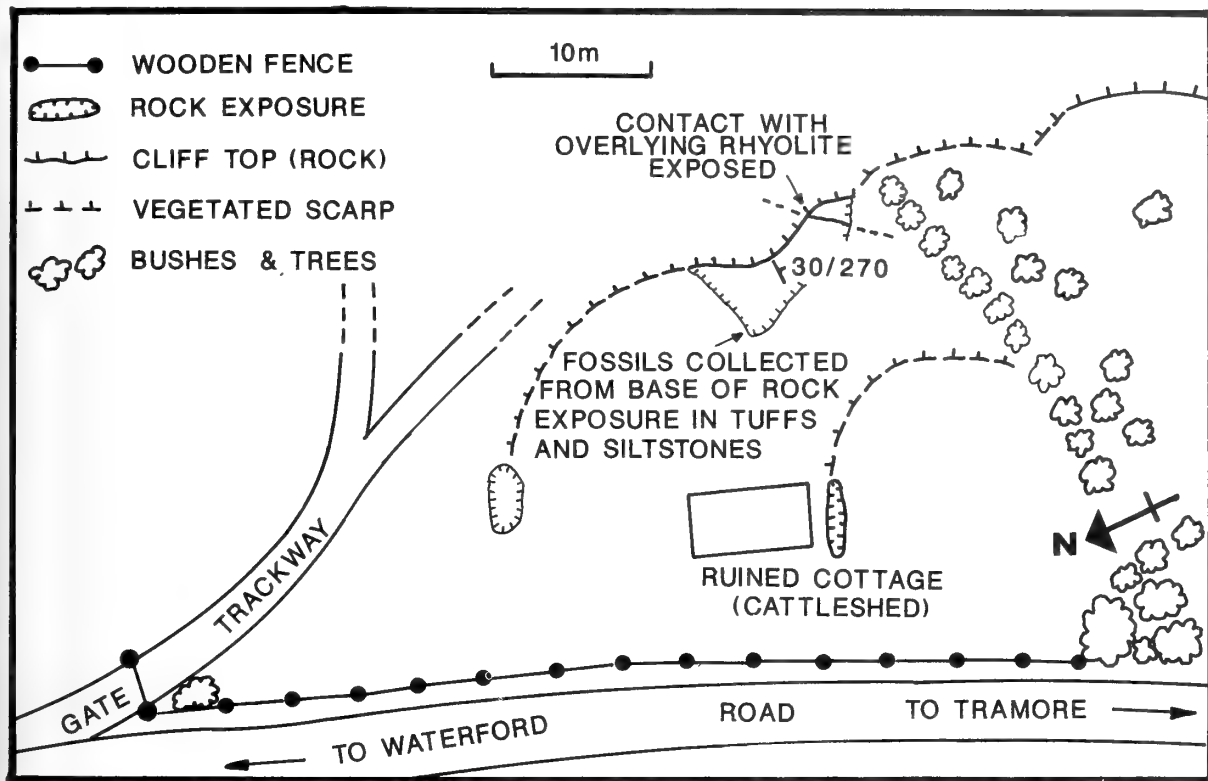 WOODEN FENCE
ROCK EXPOSURE
CLIFF TOP (ROCK)
VEGETATED SCARP
BUSHES & TREES
10m
CONTACT WITH
OVERLYING RHYOLITE
EXPOSED
30/270
FOSSILS COLLECTED
FROM BASE OF ROCK
EXPOSURE IN TUFFS
AND SILTSTONES
TRACKWAY
GATE
RUINED COTTAGE
(CATTLESHED)
N
TO WATERFORD
ROAD
TO TRAMORE